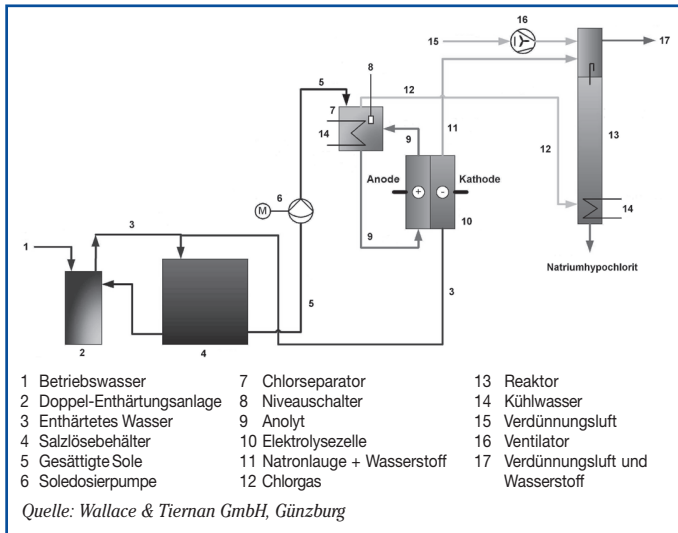 16
15
17
8
5
12
7
14
9
11
13
12
Anode
+
-
Kathode
6
M
10
14
3
1
9
Natriumhypochlorit
5
3
2
4
1 Betriebswasser
2 Doppel-Enthärtungsanlage
3 Enthärtetes Wasser
4 Salzlösebehälter
5 Gesättigte Sole
6 Soledosierpumpe
7 Chlorseparator
8 Niveauschalter
9 Anolyt
10 Elektrolysezelle
11 Natronlauge + Wasserstoff
12 Chlorgas
13 Reaktor
14 Kühlwasser
15 Verdünnungsluft
16 Ventilator
17 Verdünnungsluft und
Wasserstoff
Quelle: Wallace & Tiernan GmbH, Günzburg